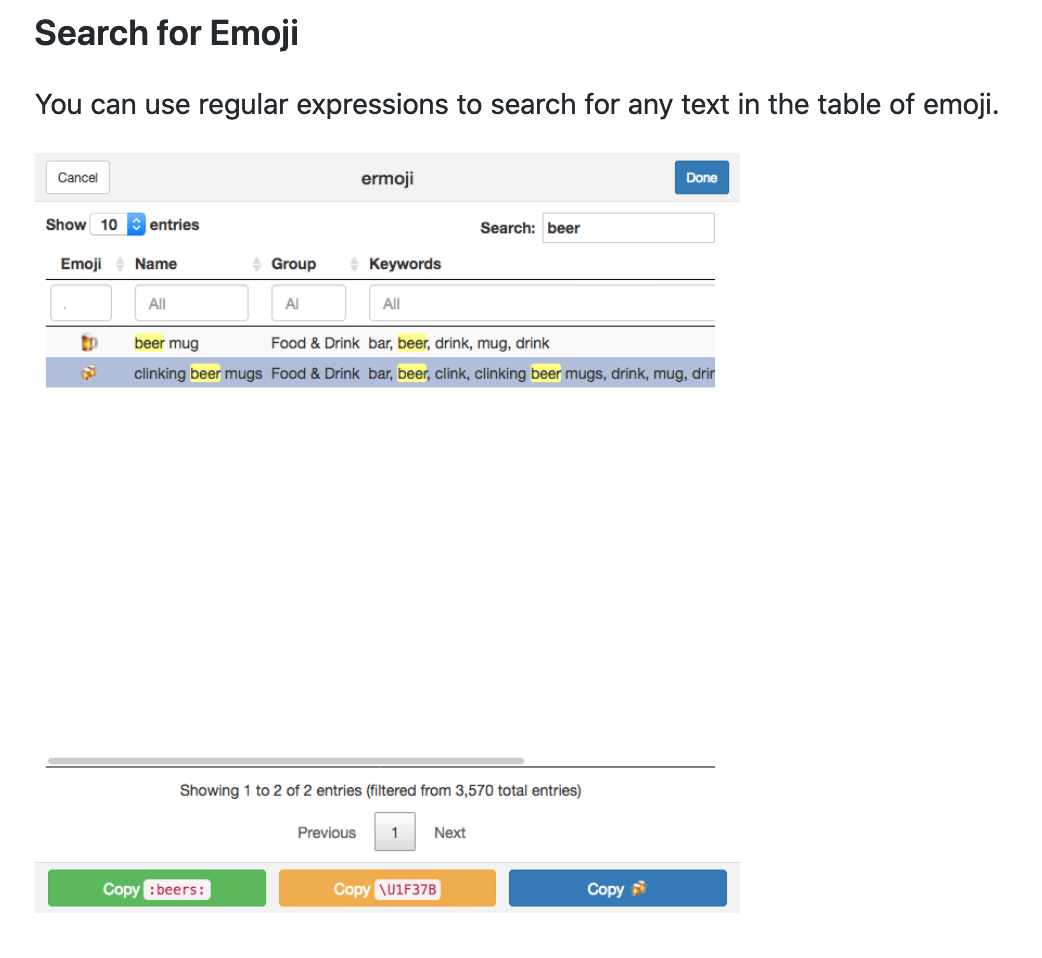 Search for Emoji
You can use regular expressions to search for any text in the table of emoji.
Cancel ermoji Done
Show 10 entries Search: beer
Emoji Name Group Keywords
. All Al All
🍺 beer mug Food & Drink bar, beer, drink, mug, drink
🍻 clinking beer mugs Food & Drink bar, beer, clink, clinking beer mugs, drink, mug, drin
Showing 1 to 2 of 2 entries (filtered from 3,570 total entries)
Previous 1 Next
Copy :beers: Copy \U1F37B Copy 🍻